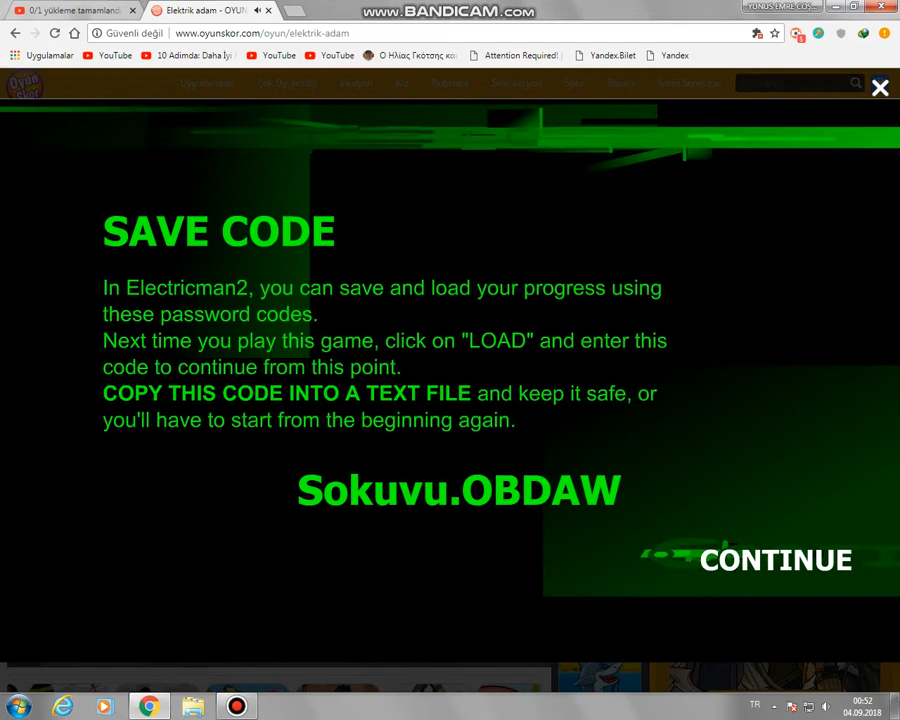 www.BANDICAM.com
YUNUS EMRE COŞ...
0/1 yükleme tamamlandı
Elektrik adam - OYUN
Güvenli değil
www.oyunskor.com/oyun/elektrik-adam
Uygulamalar
YouTube
10 Adimda: Daha İyi
YouTube
YouTube
Ο Ηλίας Γκότσης κα
Attention Required!
Yandex.Bilet
Yandex
Oyun
SAVE CODE
In Electricman2, you can save and load your progress using
these password codes.
Next time you play this game, click on "LOAD" and enter this
code to continue from this point.
COPY THIS CODE INTO A TEXT FILE and keep it safe, or
you'll have to start from the beginning again.
Sokuvu.OBDAW
CONTINUE
TR
00:52
04.09.2018